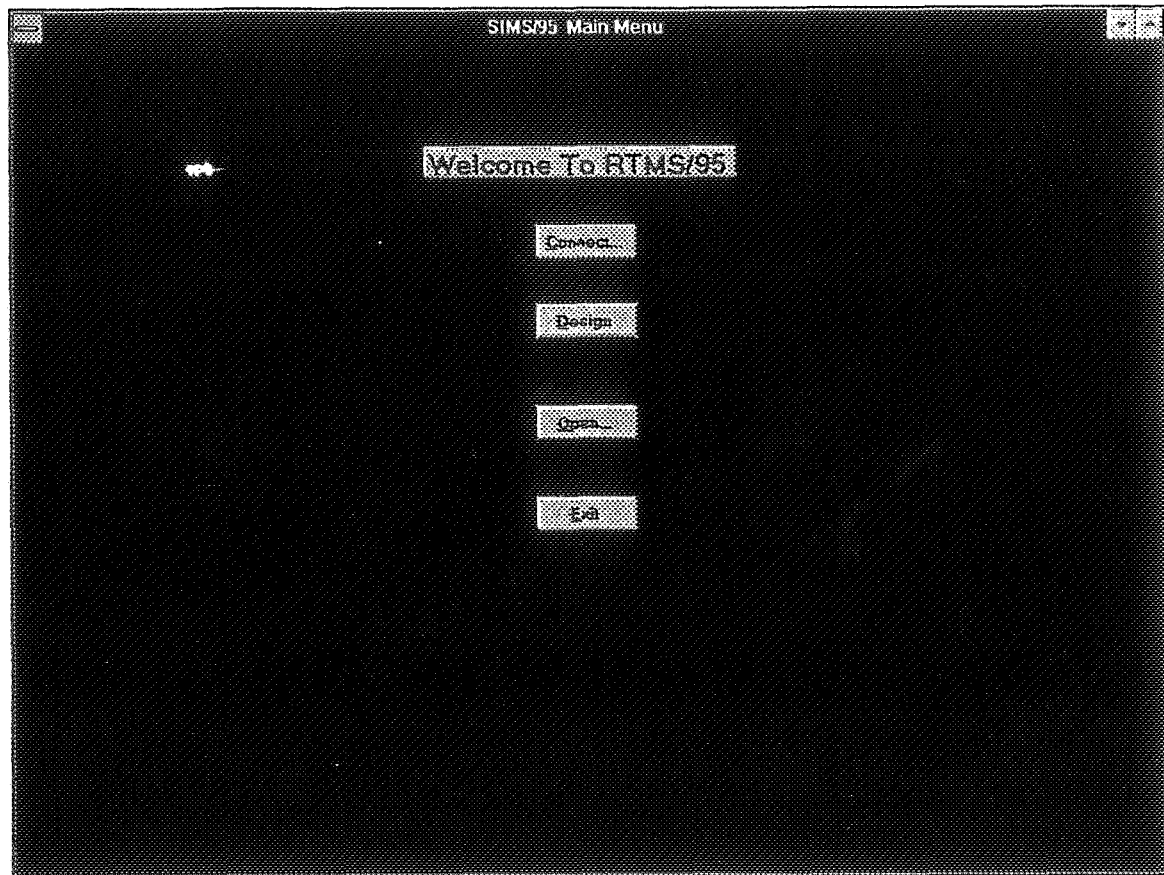 SIMS/95 Main Menu
Welcome To RTMS/95
Connect...
Design
Open...
Exit